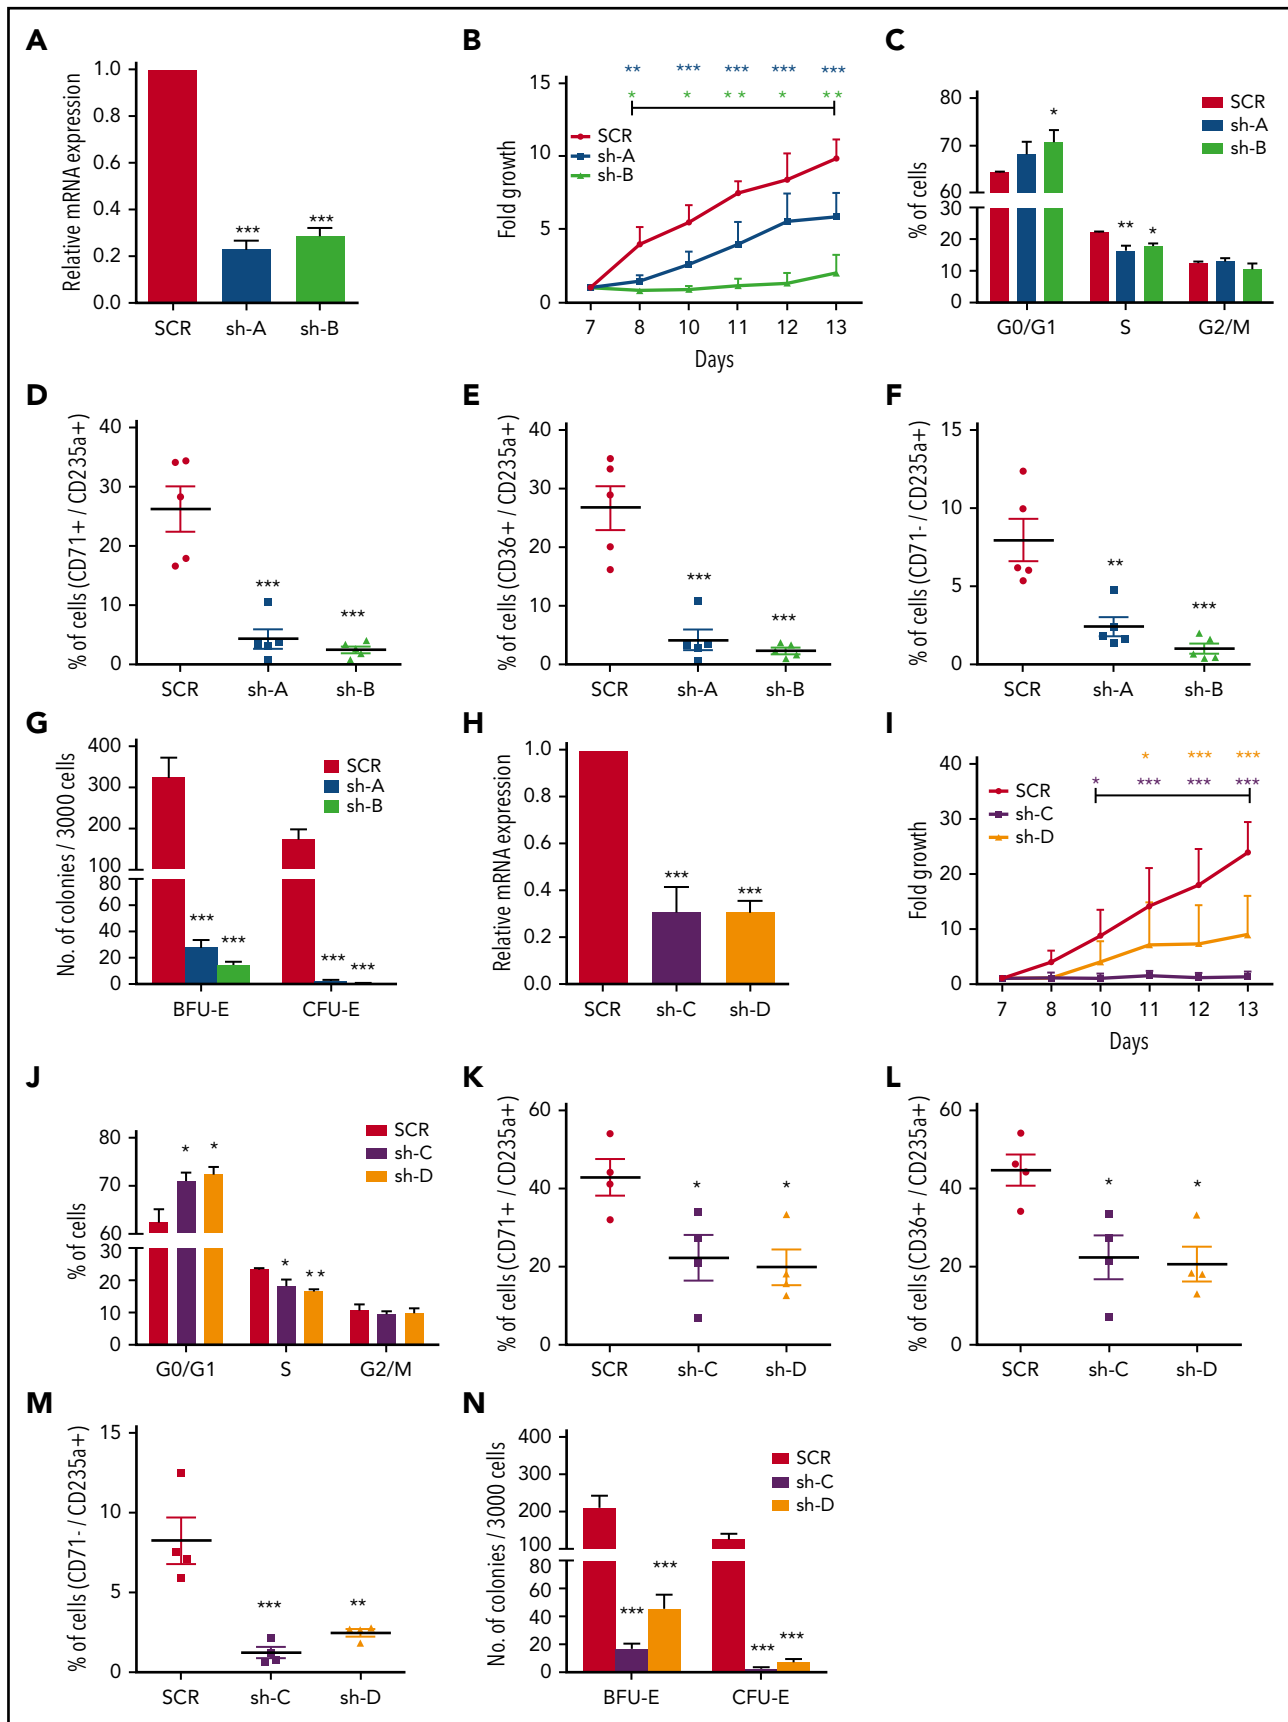 A
Relative mRNA expression
1.0
0.8
0.6
0.4
0.2
0.0
***
***
SCR
sh-A
sh-B
B
** *** *** *** ***
* * ** * **
Fold growth
15
10
5
0
SCR
sh-A
sh-B
7 8 10 11 12 13
Days
C
% of cells
80
70
60
30
20
10
0
*
** *
SCR
sh-A
sh-B
G0/G1 S G2/M
D
% of cells (CD71+ / CD235a+)
40
30
20
10
0
***
***
SCR sh-A sh-B
E
% of cells (CD36+ / CD235a+)
40
30
20
10
0
***
***
SCR sh-A sh-B
F
% of cells (CD71- / CD235a+)
15
10
5
0
**
***
SCR sh-A sh-B
G
No. of colonies / 3000 cells
400
300
200
100
80
60
40
20
0
SCR
sh-A
sh-B
*** ***
*** ***
BFU-E CFU-E
H
Relative mRNA expression
1.0
0.8
0.6
0.4
0.2
0.0
***
***
SCR sh-C sh-D
I
* *** ***
* *** *** ***
Fold growth
40
30
20
10
0
SCR
sh-C
sh-D
7 8 10 11 12 13
Days
J
% of cells
80
70
60
30
20
10
0
* *
* **
SCR
sh-C
sh-D
G0/G1 S G2/M
K
% of cells (CD71+ / CD235a+)
60
40
20
0
* *
SCR sh-C sh-D
L
% of cells (CD36+ / CD235a+)
60
40
20
0
* *
SCR sh-C sh-D
M
% of cells (CD71- / CD235a+)
15
10
5
0
*** **
SCR sh-C sh-D
N
No. of colonies / 3000 cells
400
300
200
100
80
60
40
20
0
SCR
sh-C
sh-D
*** ***
*** ***
BFU-E CFU-E